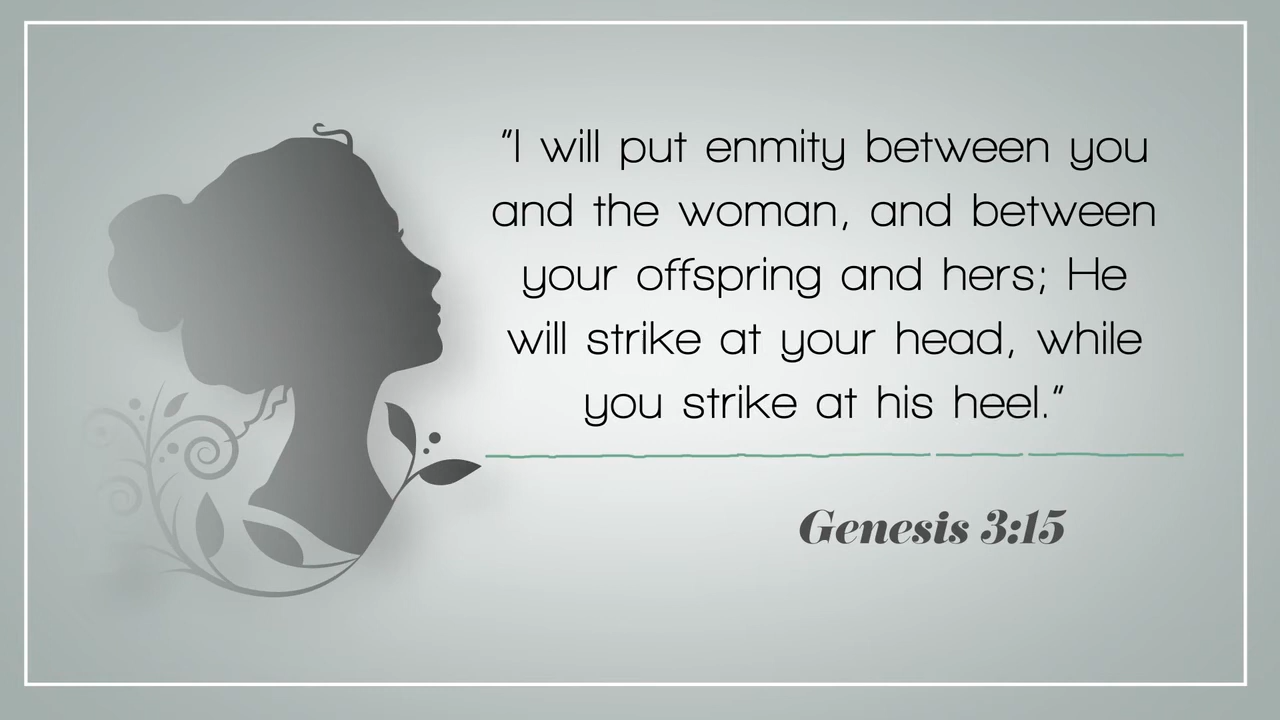 "I will put enmity between you
and the woman, and between
your offspring and hers; He
will strike at your head, while
you strike at his heel."
Genesis 3:15